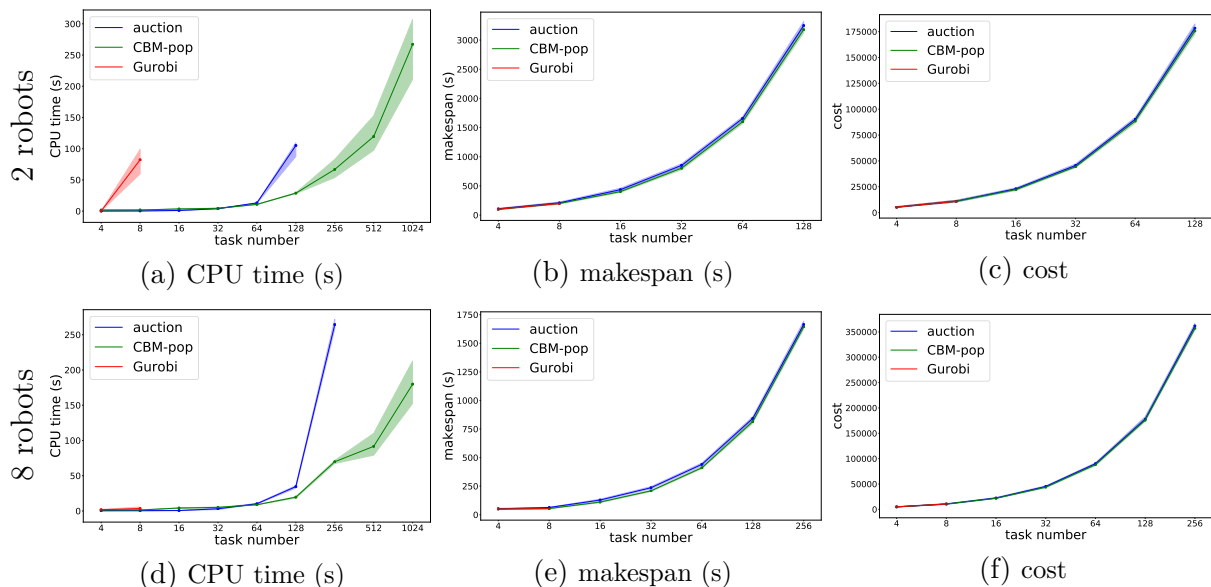 2 robots
CPU time (s)
300
250
200
150
100
50
0
auction
CBM-pop
Gurobi
4 8 16 32 64 128 256 512 1024
task number
(a) CPU time (s)
makespan (s)
3000
2500
2000
1500
1000
500
0
auction
CBM-pop
Gurobi
4 8 16 32 64 128
task number
(b) makespan (s)
cost
175000
150000
125000
100000
75000
50000
25000
0
auction
CBM-pop
Gurobi
4 8 16 32 64 128
task number
(c) cost
8 robots
CPU time (s)
250
200
150
100
50
0
auction
CBM-pop
Gurobi
4 8 16 32 64 128 256 512 1024
task number
(d) CPU time (s)
makespan (s)
1750
1500
1250
1000
750
500
250
0
auction
CBM-pop
Gurobi
4 8 16 32 64 128 256
task number
(e) makespan (s)
cost
350000
300000
250000
200000
150000
100000
50000
0
auction
CBM-pop
Gurobi
4 8 16 32 64 128 256
task number
(f) cost